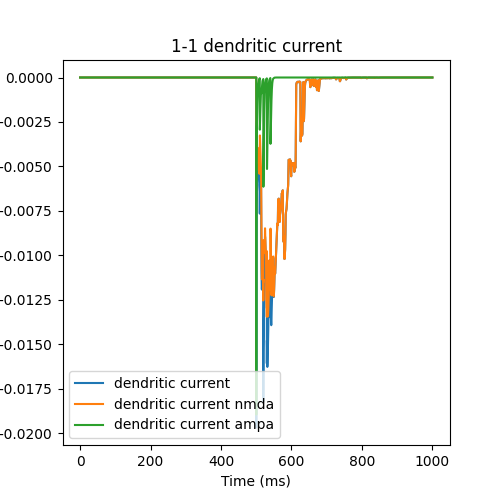 1-1 dendritic current
0.0000
−0.0025
−0.0050
−0.0075
−0.0100
−0.0125
−0.0150
−0.0175
−0.0200
dendritic current
dendritic current nmda
dendritic current ampa
0 200 400 600 800 1000
Time (ms)